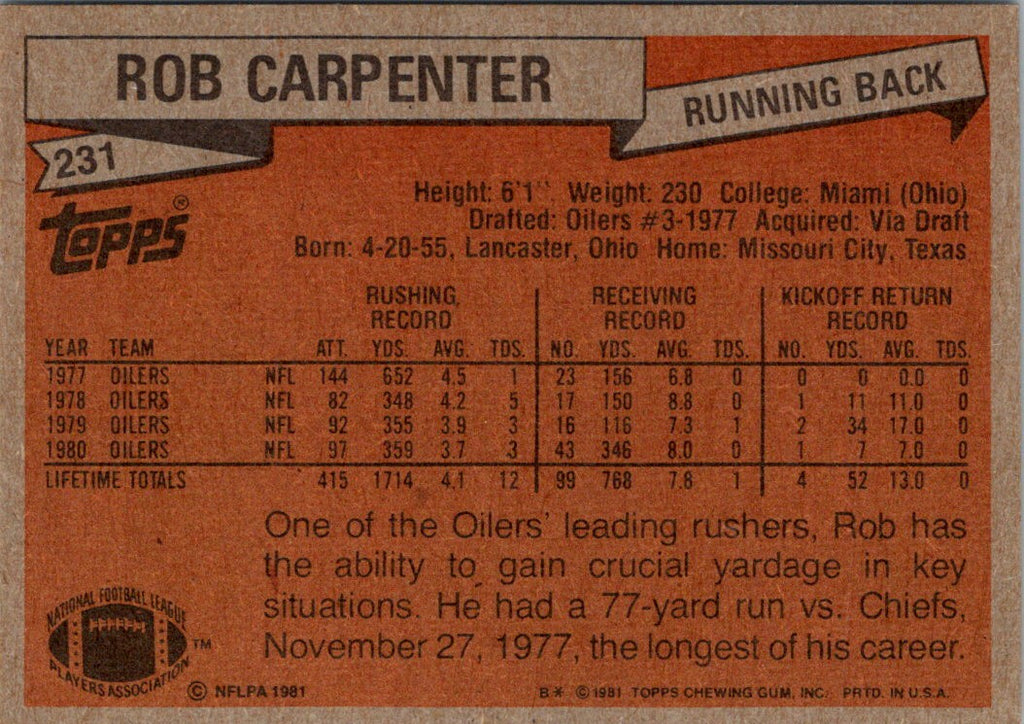 ROB CARPENTER
RUNNING BACK
231
Topps®
Height: 6'1" Weight: 230 College: Miami (Ohio)
Drafted: Oilers #3-1977 Acquired: Via Draft
Born: 4-20-55, Lancaster, Ohio Home: Missouri City, Texas
RUSHING RECEIVING KICKOFF RETURN
RECORD RECORD RECORD
YEAR TEAM ATT. YDS. AVG. TDS. NO. YDS. AVG. TDS. NO. YDS. AVG. TDS.
1977 OILERS NFL 144 652 4.5 1 23 156 6.8 0 0 0 0.0 0
1978 OILERS NFL 82 348 4.2 5 17 150 8.8 0 1 11 11.0 0
1979 OILERS NFL 92 355 3.9 3 16 116 7.3 1 2 34 17.0 0
1980 OILERS NFL 97 359 3.7 3 43 346 8.0 0 1 7 7.0 0
LIFETIME TOTALS 415 1714 4.1 12 99 768 7.8 1 4 52 13.0 0
One of the Oilers' leading rushers, Rob has
the ability to gain crucial yardage in key
situations. He had a 77-yard run vs. Chiefs,
November 27, 1977, the longest of his career.
NATIONAL FOOTBALL LEAGUE
PLAYERS ASSOCIATION
™
© NFLPA 1981
B* © 1981 TOPPS CHEWING GUM, INC. PRTD. IN U.S.A.